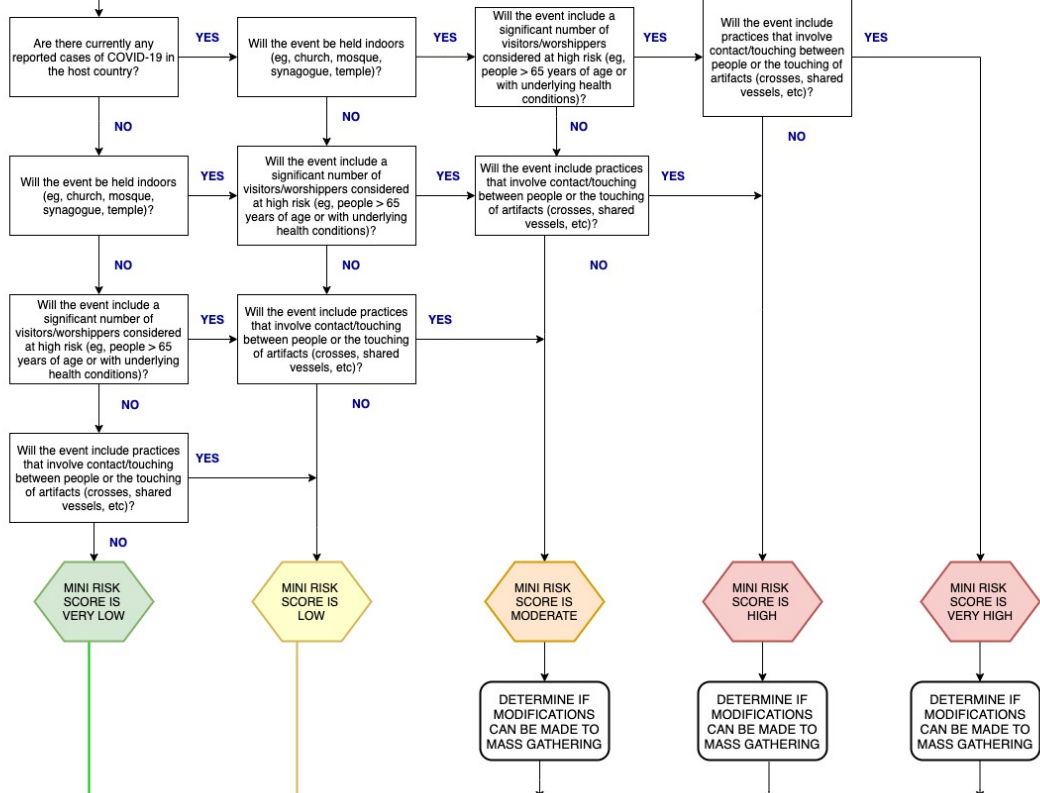 Are there currently any
reported cases of COVID-19 in
the host country?
YES
Will the event be held indoors
(eg, church, mosque,
synagogue, temple)?
YES
Will the event include a
significant number of
visitors/worshippers
considered at high risk (eg,
people > 65 years of age or
with underlying health
conditions)?
YES
Will the event include
practices that involve
contact/touching between
people or the touching of
artifacts (crosses, shared
vessels, etc)?
YES
NO
NO
NO
NO
Will the event be held indoors
(eg, church, mosque,
synagogue, temple)?
YES
Will the event include a
significant number of
visitors/worshippers considered
at high risk (eg, people > 65
years of age or with underlying
health conditions)?
YES
Will the event include practices
that involve contact/touching
between people or the touching
of artifacts (crosses, shared
vessels, etc)?
YES
NO
NO
NO
Will the event include a
significant number of
visitors/worshippers considered
at high risk (eg, people > 65
years of age or with underlying
health conditions)?
YES
Will the event include practices
that involve contact/touching
between people or the touching
of artifacts (crosses, shared
vessels, etc)?
YES
NO
NO
Will the event include practices
that involve contact/touching
between people or the touching
of artifacts (crosses, shared
vessels, etc)?
YES
NO
MINI RISK
SCORE IS
VERY LOW
MINI RISK
SCORE IS
LOW
MINI RISK
SCORE IS
MODERATE
MINI RISK
SCORE IS
HIGH
MINI RISK
SCORE IS
VERY HIGH
DETERMINE IF
MODIFICATIONS
CAN BE MADE TO
MASS GATHERING
DETERMINE IF
MODIFICATIONS
CAN BE MADE TO
MASS GATHERING
DETERMINE IF
MODIFICATIONS
CAN BE MADE TO
MASS GATHERING